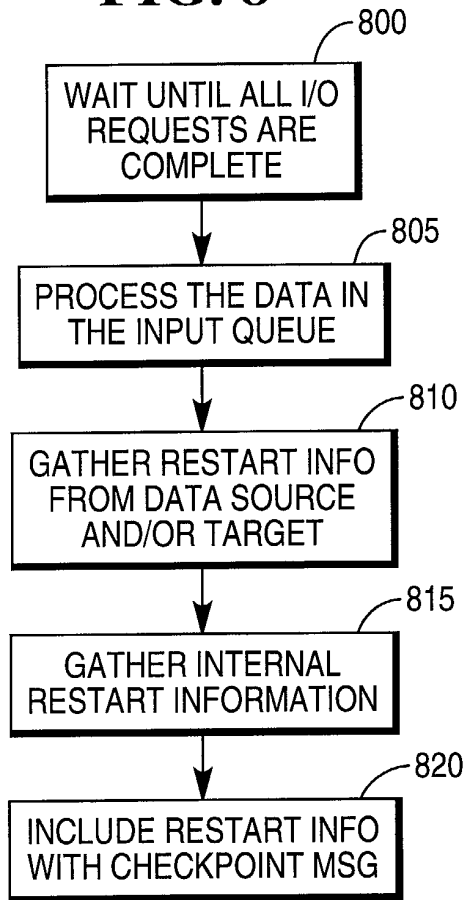 800
WAIT UNTIL ALL I/O
REQUESTS ARE
COMPLETE
805
PROCESS THE DATA IN
THE INPUT QUEUE
810
GATHER RESTART INFO
FROM DATA SOURCE
AND/OR TARGET
815
GATHER INTERNAL
RESTART INFORMATION
820
INCLUDE RESTART INFO
WITH CHECKPOINT MSG